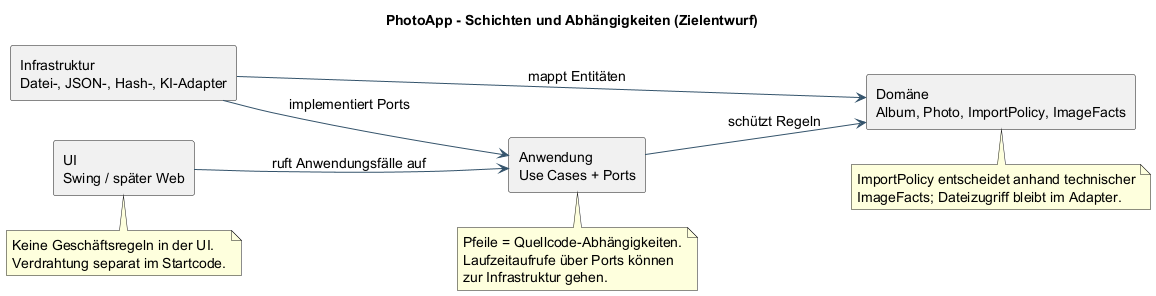 PhotoApp - Schichten und Abhängigkeiten (Zielentwurf)
Infrastruktur
Datei-, JSON-, Hash-, KI-Adapter
mappt Entitäten
Domäne
Album, Photo, ImportPolicy, ImageFacts
implementiert Ports
schützt Regeln
UI
Swing / später Web
ruft Anwendungsfälle auf
Anwendung
Use Cases + Ports
ImportPolicy entscheidet anhand technischer
ImageFacts; Dateizugriff bleibt im Adapter.
Keine Geschäftsregeln in der UI.
Verdrahtung separat im Startcode.
Pfeile = Quellcode-Abhängigkeiten.
Laufzeitaufrufe über Ports können
zur Infrastruktur gehen.